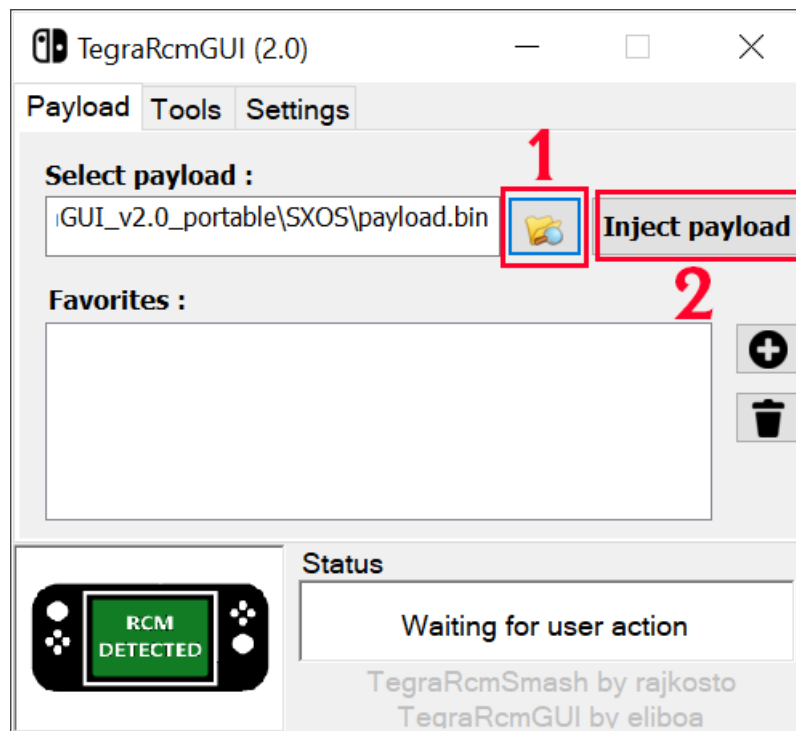 TegraRcmGUI (2.0)
Payload Tools Settings
1
Select payload :
GUI_v2.0_portable\SXOS\payload.bin
Inject payload
2
Favorites :
RCM
DETECTED
Status
Waiting for user action
TegraRcmSmash by rajkosto
TegraRcmGUI by eliboa